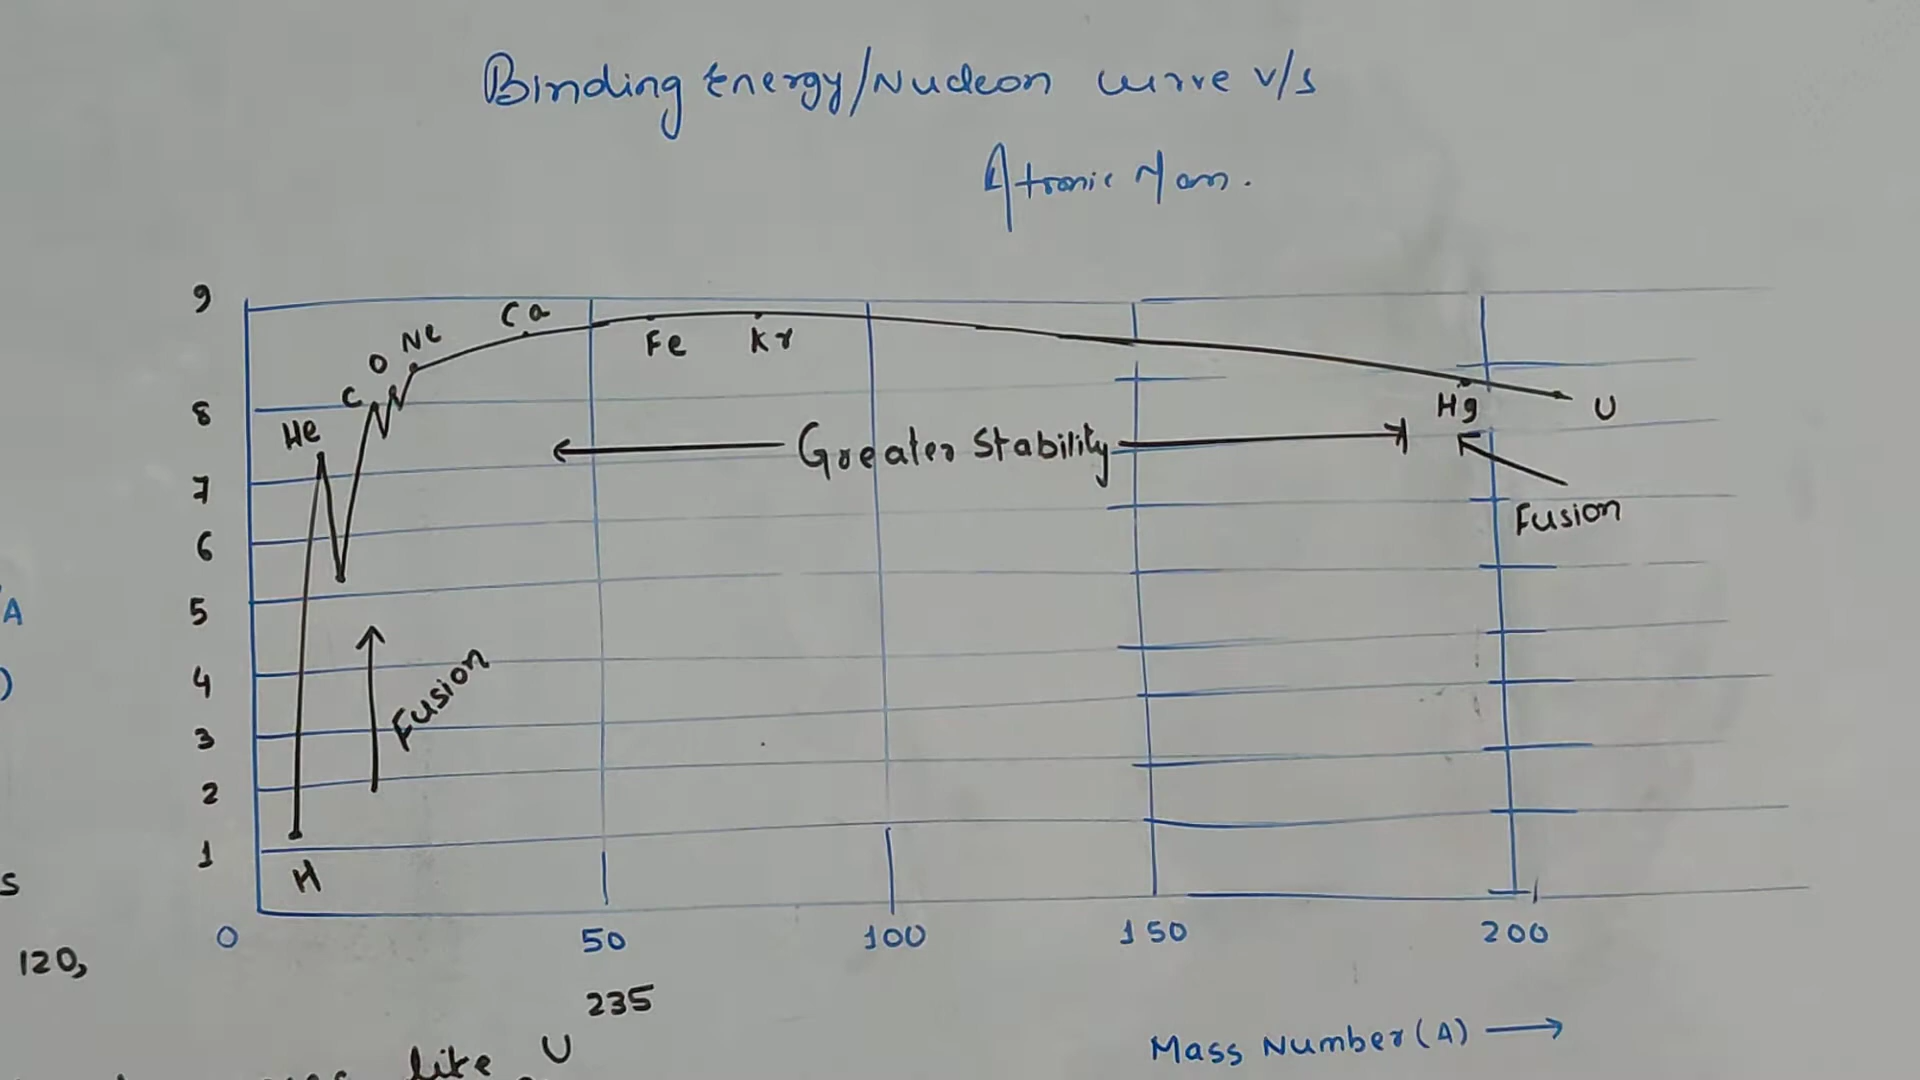 Binding Energy/Nucleon curve v/s
Atomic Mass.
9
Ca
Ne
O
Fe Kr
C
8
Hg U
He
Greater Stability
7
Fusion
6
5
A
Fusion
4
)
3
2
1
H
s
0 50 100 150 200
120,
235
Mass Number (A)
like U